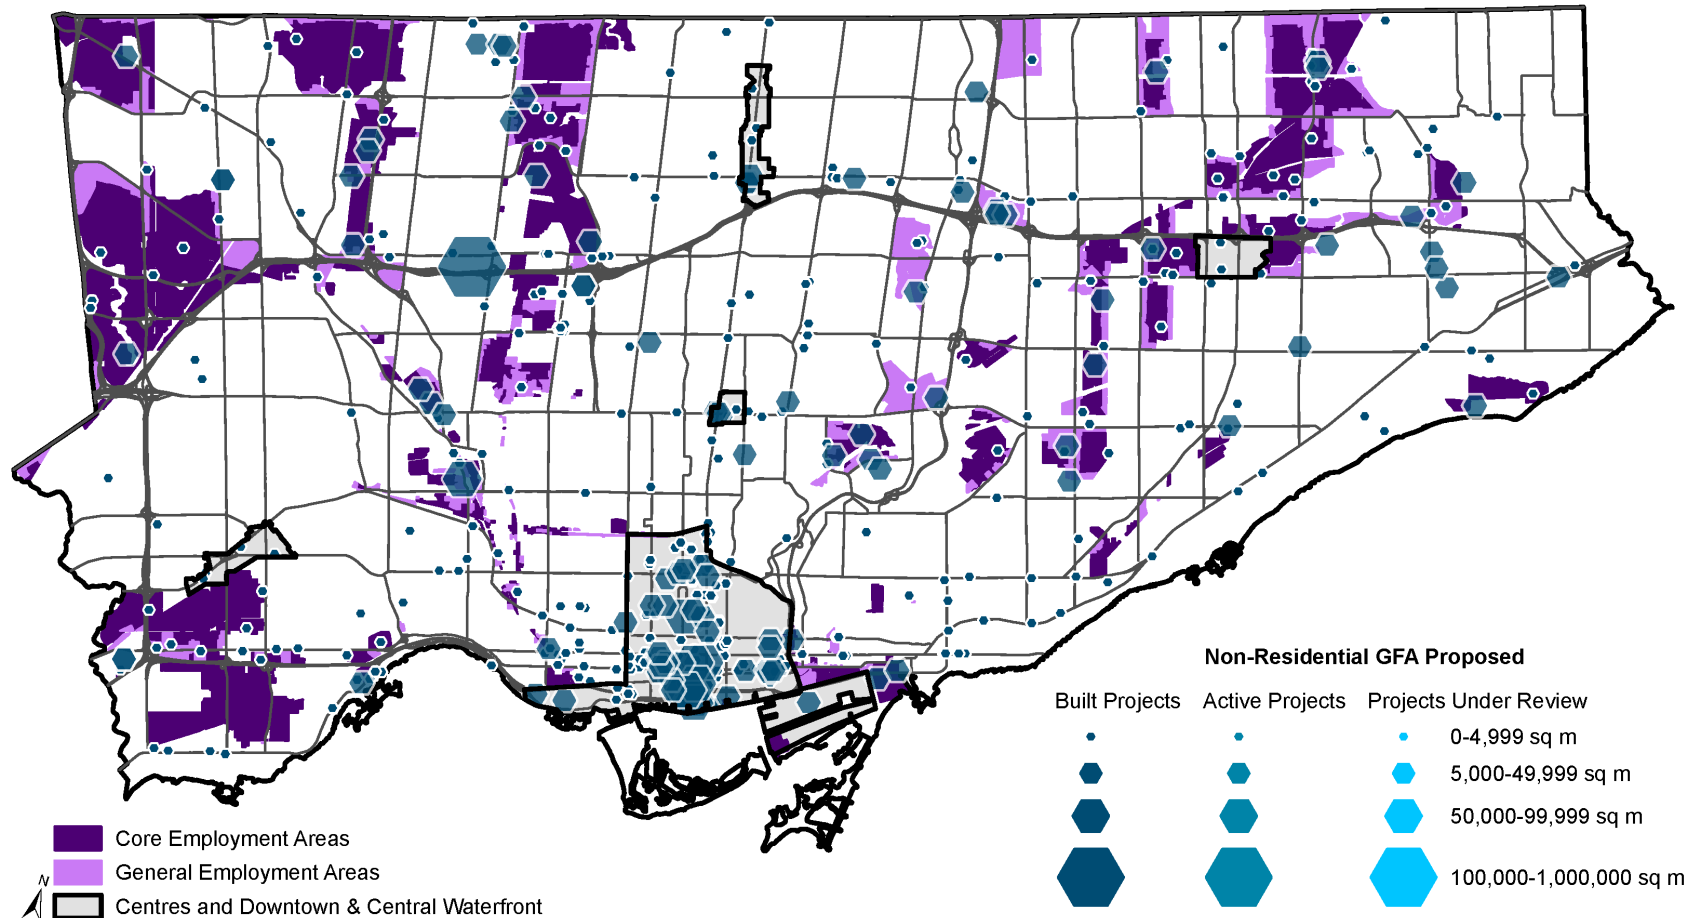 Non-Residential GFA Proposed
Built Projects Active Projects Projects Under Review
0-4,999 sq m
5,000-49,999 sq m
50,000-99,999 sq m
100,000-1,000,000 sq m
Core Employment Areas
General Employment Areas
Centres and Downtown & Central Waterfront
N